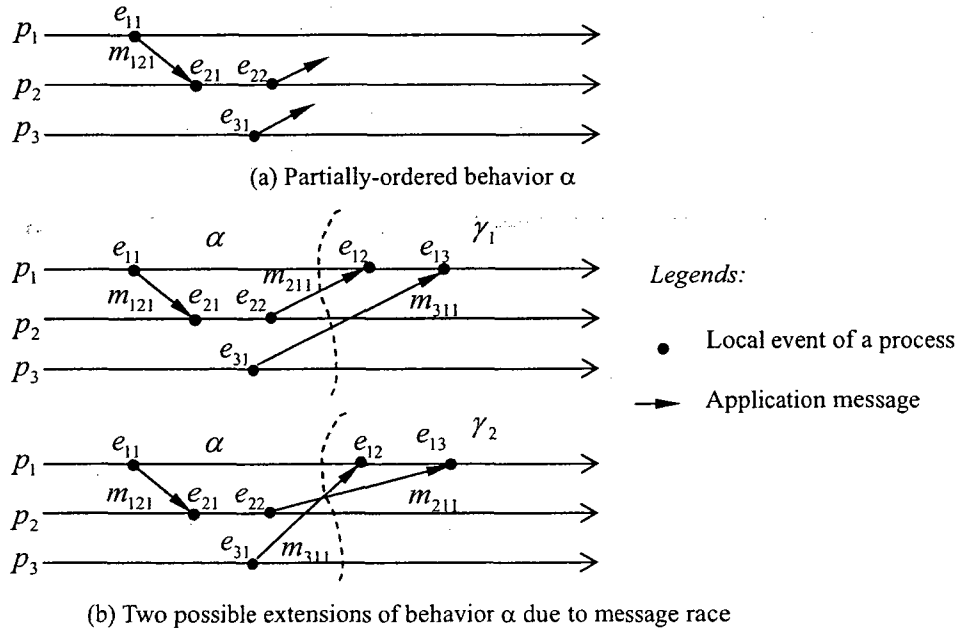 e11
p1
m121 e21 e22
p2
e31
p3
(a) Partially-ordered behavior α
e11 α e12 e13 γ1
p1
m211
m121 e21 e22 m311
p2
e31
p3
Legends:
Local event of a process
Application message
e11 α e12 e13 γ2
p1
m121 e21 e22 m211
p2
e31 m311
p3
(b) Two possible extensions of behavior α due to message race